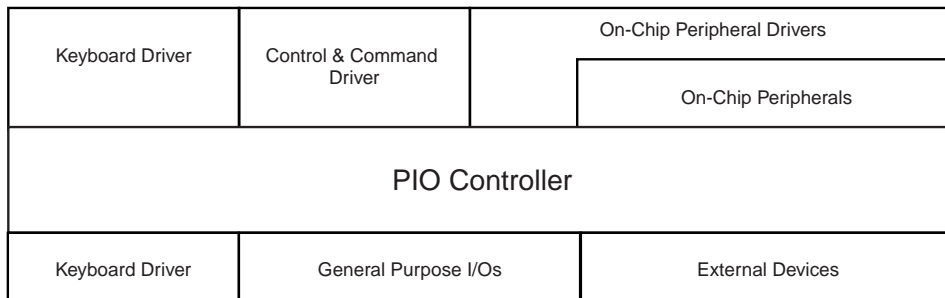 Keyboard Driver
Control & Command
Driver
On-Chip Peripheral Drivers
On-Chip Peripherals
PIO Controller
Keyboard Driver
General Purpose I/Os
External Devices